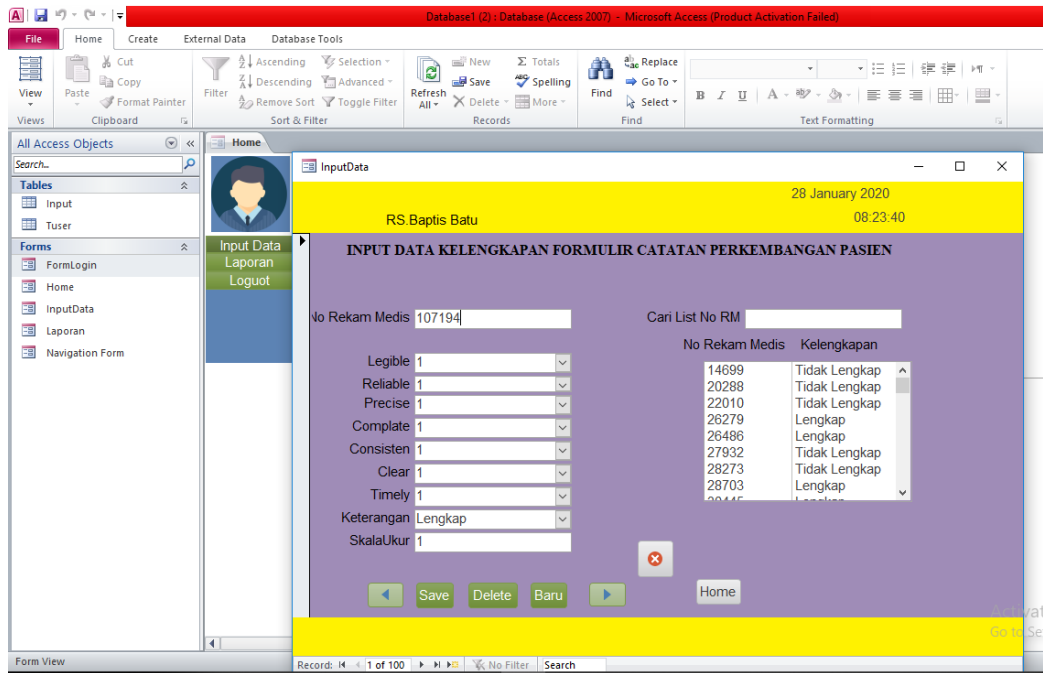 Database1 (2) : Database (Access 2007) - Microsoft Access (Product Activation Failed)
File Home Create External Data Database Tools
View
Views
Paste
Cut
Copy
Format Painter
Clipboard
Filter
Ascending
Descending
Remove Sort
Selection
Advanced
Toggle Filter
Sort & Filter
Refresh All
New
Save
Delete
Totals
Spelling
More
Records
Find
Replace
Go To
Select
Find
B I U A
Text Formatting
All Access Objects
Search...
Tables
Input
Tuser
Forms
FormLogin
Home
InputData
Laporan
Navigation Form
Home
Input Data
Laporan
Loguot
InputData
28 January 2020
RS.Baptis Batu 08:23:40
INPUT DATA KELENGKAPAN FORMULIR CATATAN PERKEMBANGAN PASIEN
No Rekam Medis 107194
Legible 1
Reliable 1
Precise 1
Complate 1
Consisten 1
Clear 1
Timely 1
Keterangan Lengkap
SkalaUkur 1
Cari List No RM
No Rekam Medis Kelengkapan
14699 Tidak Lengkap
20288 Tidak Lengkap
22010 Tidak Lengkap
26279 Lengkap
26486 Lengkap
27932 Tidak Lengkap
28273 Tidak Lengkap
28703 Lengkap
Save Delete Baru Home
Record: 1 of 100 No Filter Search
Form View